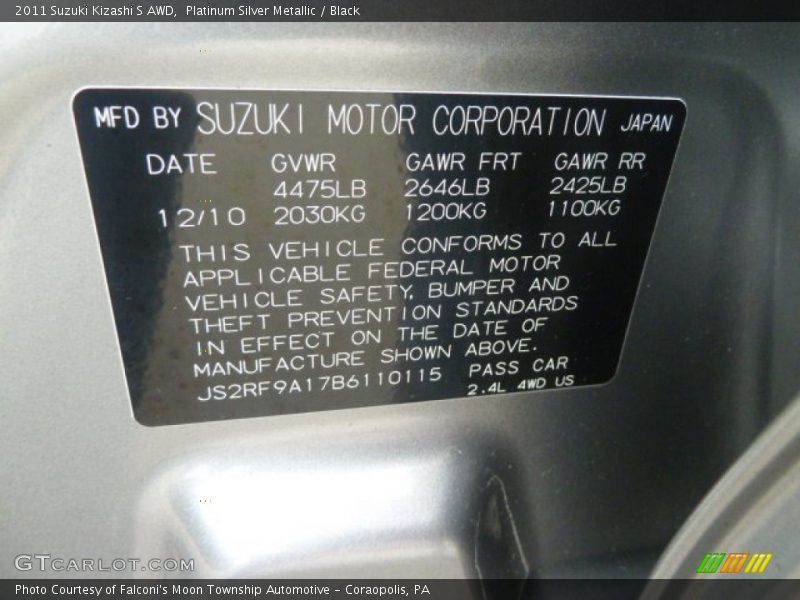 2011 Suzuki Kizashi S AWD,  Platinum Silver Metallic / Black
MFD BY SUZUKI MOTOR CORPORATION JAPAN
DATE GVWR GAWR FRT GAWR RR
4475LB 2646LB 2425LB
12/10 2030KG 1200KG 1100KG
THIS VEHICLE CONFORMS TO ALL
APPLICABLE FEDERAL MOTOR
VEHICLE SAFETY, BUMPER AND
THEFT PREVENTION STANDARDS
IN EFFECT ON THE DATE OF
MANUFACTURE SHOWN ABOVE.
JS2RF9A17B6110115 PASS CAR
2.4L 4WD US
GTCARLOT.COM
Photo Courtesy of Falconi's Moon Township Automotive – Coraopolis, PA